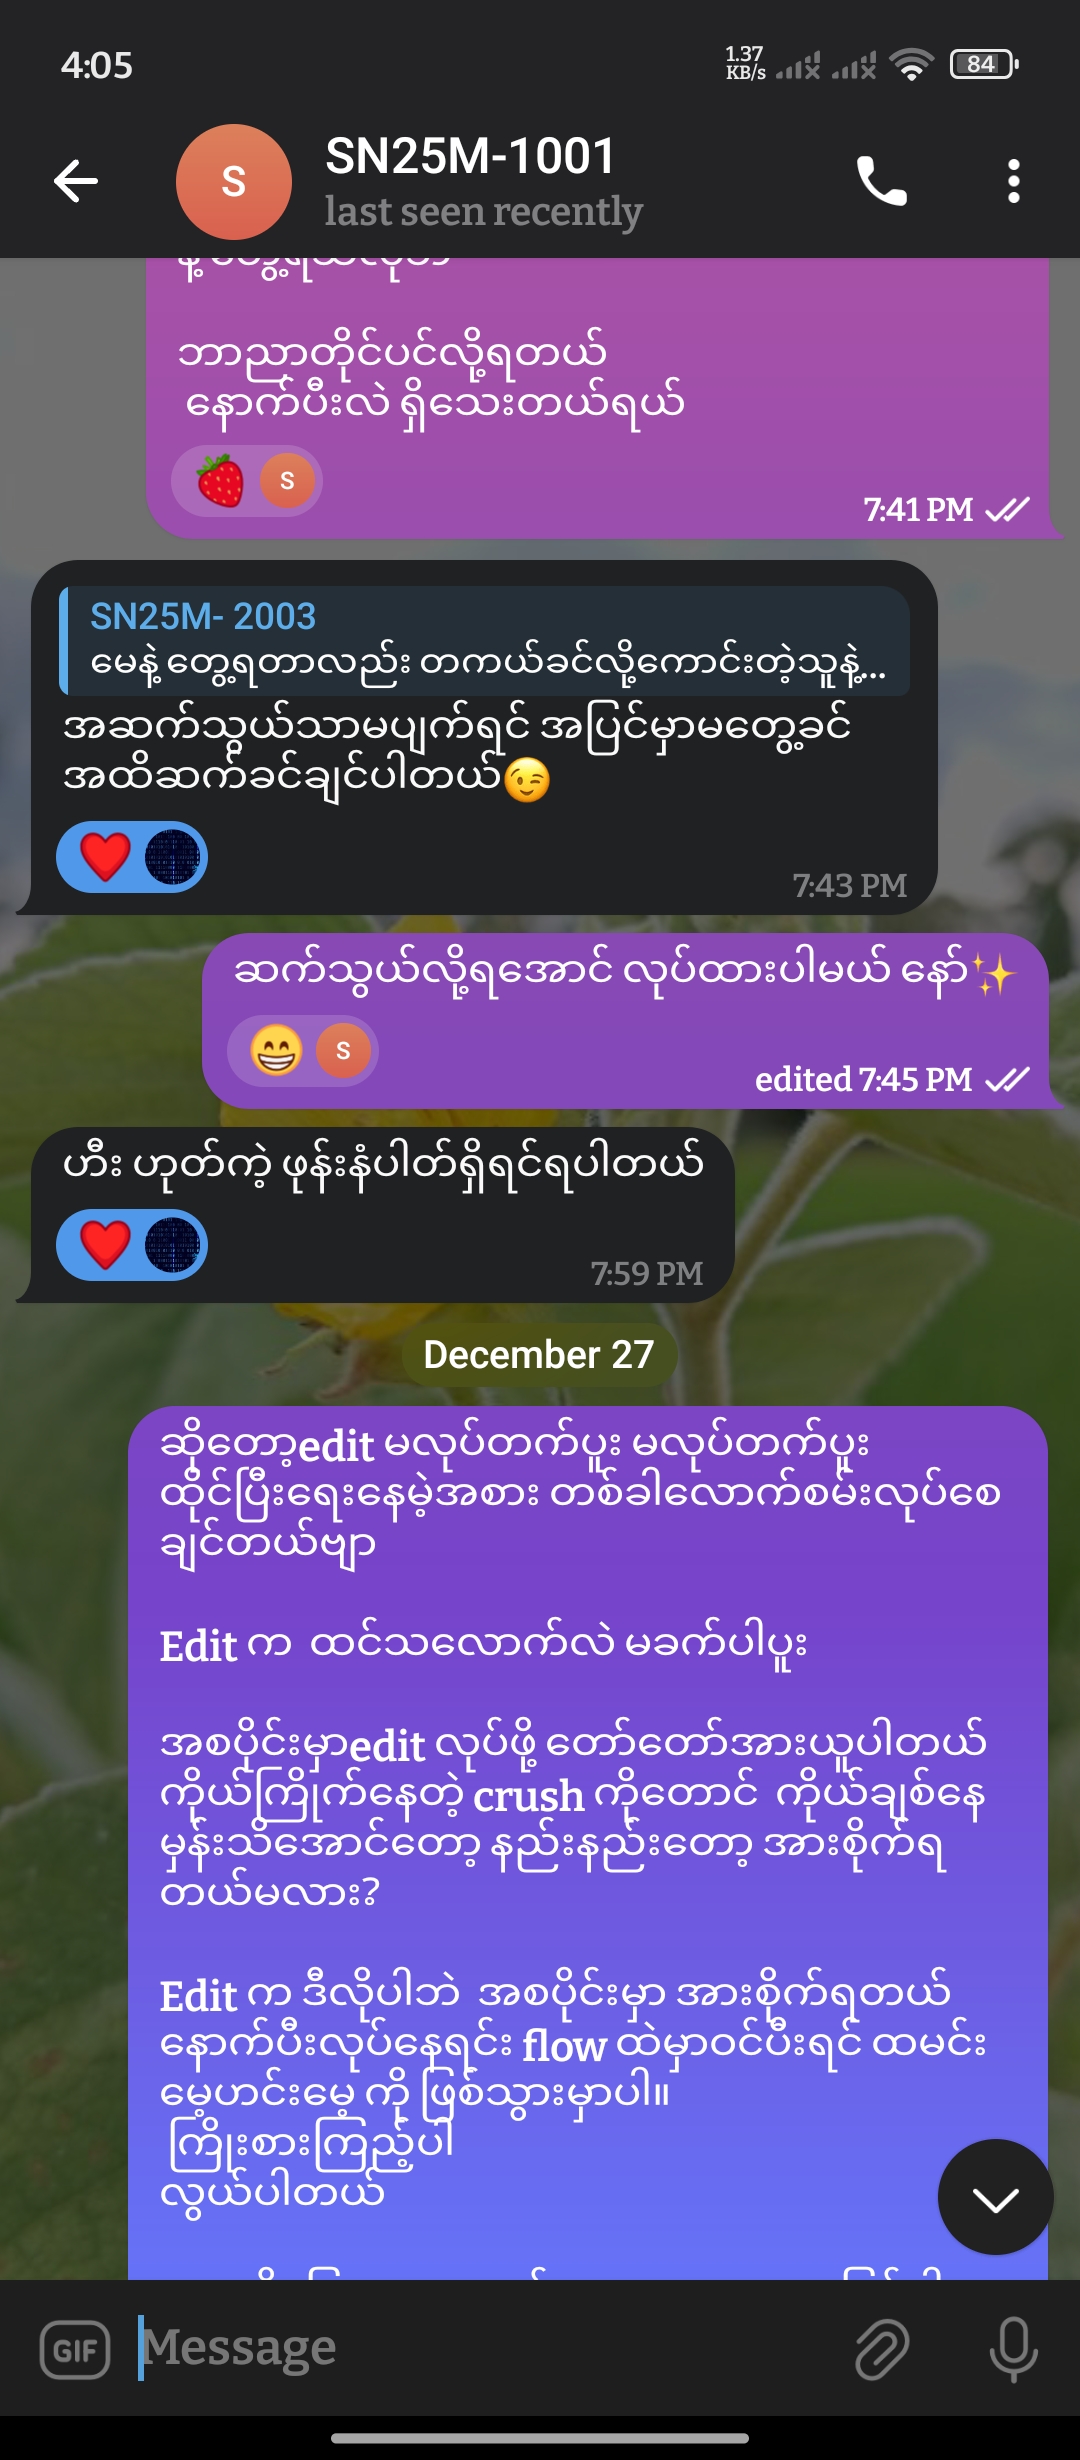 4:05
1.37
KB/s
84
S
SN25M-1001
last seen recently
ဘာညာတိုင်ပင်လို့ရတယ်
နောက်ပီးလဲ ရှိသေးတယ်ရယ်
S
7:41 PM
SN25M- 2003
မေနဲ့ တွေ့ရတာလည်း တကယ်ခင်လို့ကောင်းတဲ့သူနဲ့...
အဆက်သွယ်သာမပျက်ရင် အပြင်မှာမတွေ့ခင်
အထိဆက်ခင်ချင်ပါတယ်😉
7:43 PM
ဆက်သွယ်လို့ရအောင် လုပ်ထားပါမယ် နော်✨
S
edited 7:45 PM
ဟီး ဟုတ်ကဲ့ ဖုန်းနံပါတ်ရှိရင်ရပါတယ်
7:59 PM
December 27
ဆိုတော့edit မလုပ်တက်ပူး မလုပ်တက်ပူး
ထိုင်ပြီးရေးနေမဲ့အစား တစ်ခါလောက်စမ်းလုပ်စေ
ချင်တယ်ဗျာ
Edit က ထင်သလောက်လဲ မခက်ပါပူး
အစပိုင်းမှာedit လုပ်ဖို့ တော်တော်အားယူပါတယ်
ကိုယ်ကြိုက်နေတဲ့ crush ကိုတောင် ကိုယ်ချစ်နေ
မှန်းသိအောင်တော့ နည်းနည်းတော့ အားစိုက်ရ
တယ်မလား?
Edit က ဒီလိုပါဘဲ အစပိုင်းမှာ အားစိုက်ရတယ်
နောက်ပီးလုပ်နေရင်း flow ထဲမှာဝင်ပီးရင် ထမင်း
မေ့ဟင်းမေ့ ကို ဖြစ်သွားမှာပါ။
ကြိုးစားကြည့်ပါ
လွယ်ပါတယ်
GIF
Message